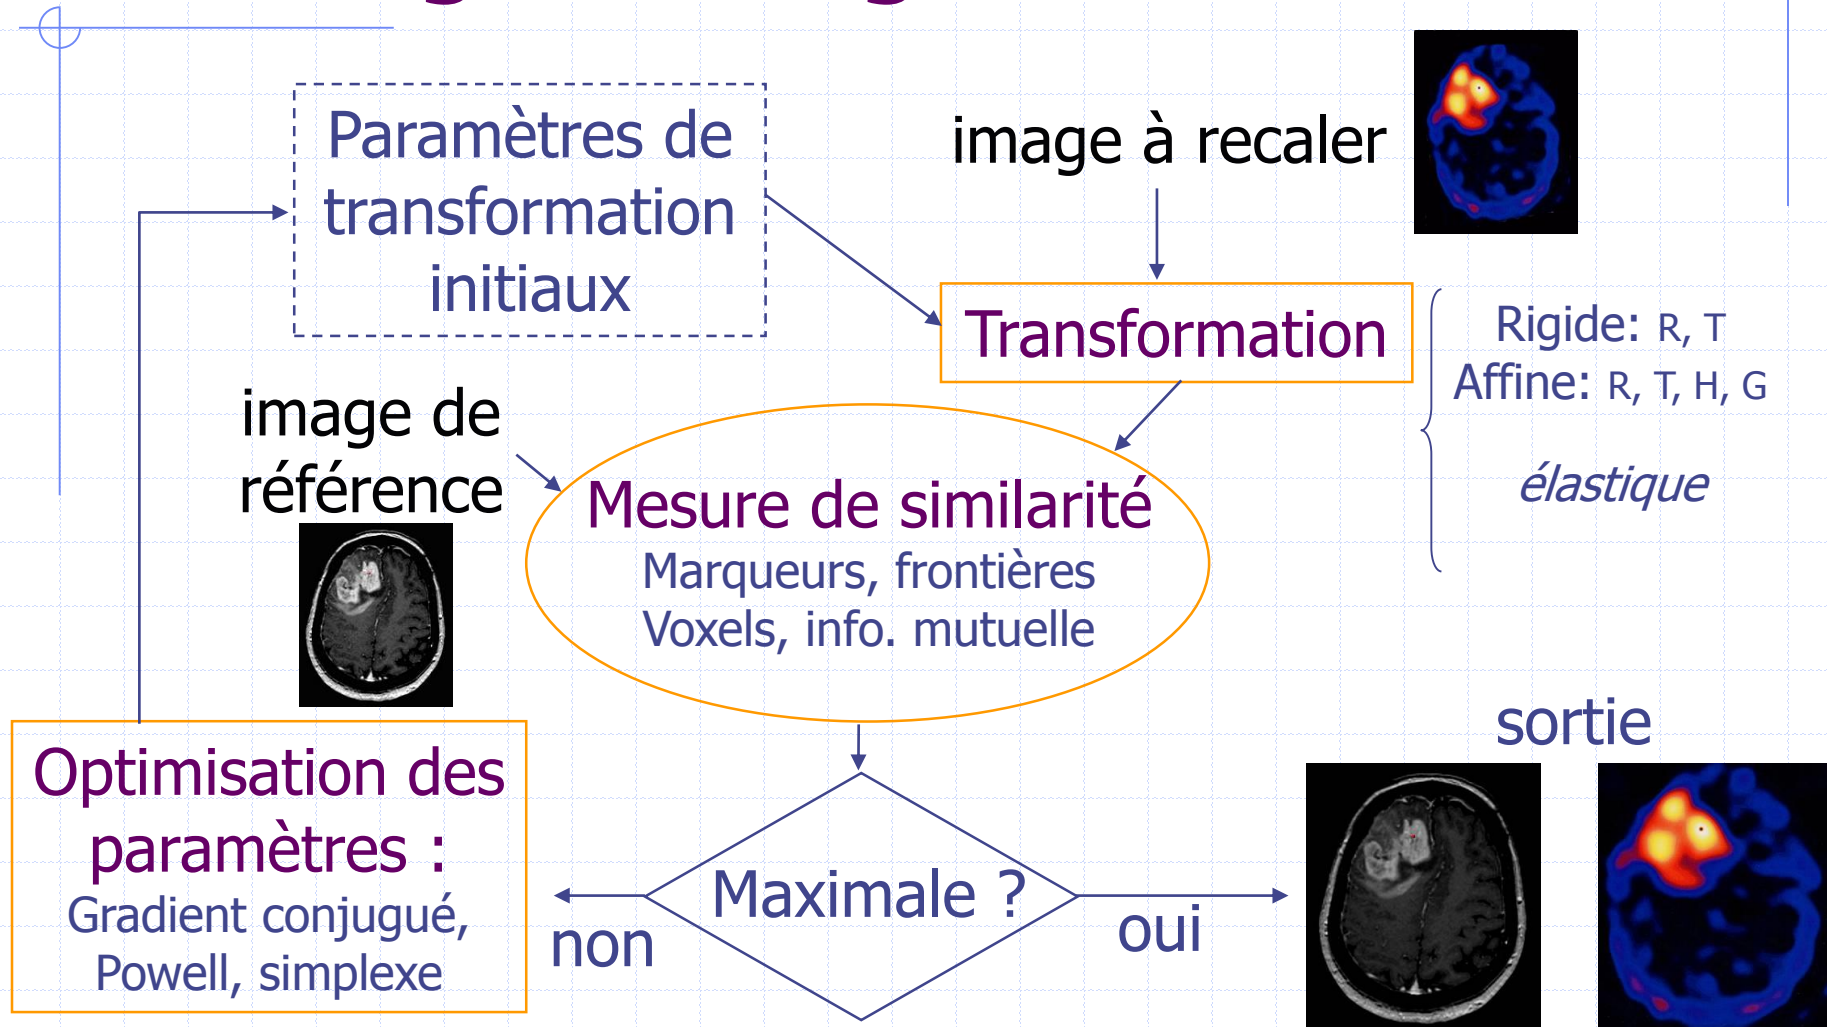 Paramètres de
transformation
initiaux
image à recaler
Transformation
Rigide: R, T
Affine: R, T, H, G
élastique
image de
référence
Mesure de similarité
Marqueurs, frontières
Voxels, info. mutuelle
sortie
Optimisation des
paramètres :
Gradient conjugué,
Powell, simplexe
Maximale ?
non
oui